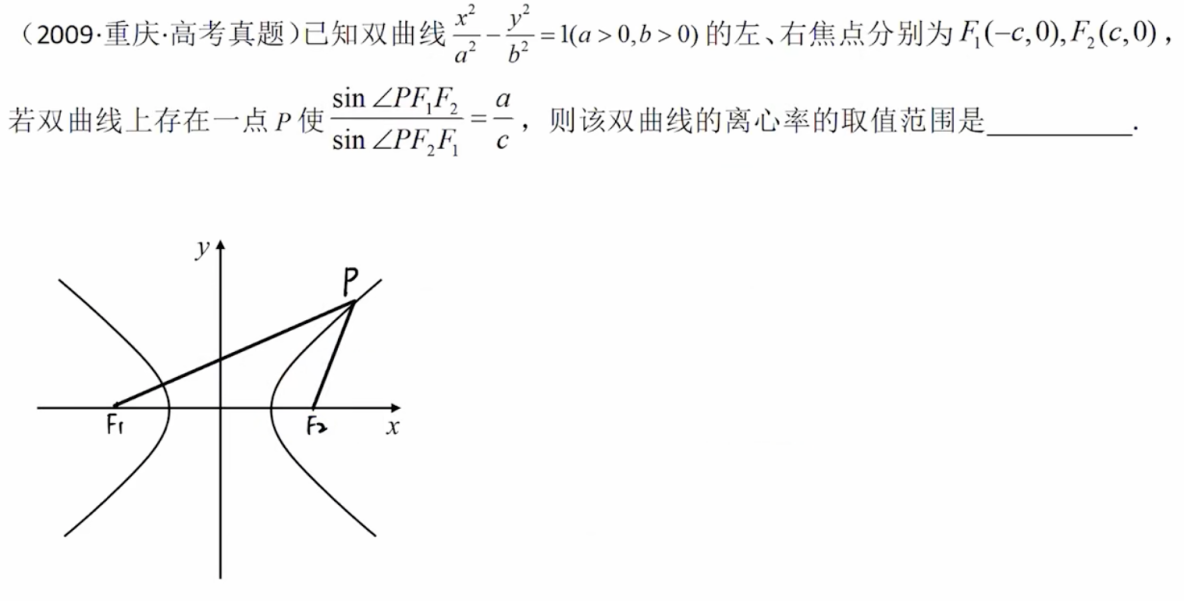 （2009·重庆·高考真题）已知双曲线 x²/a² − y²/b² = 1(a > 0, b > 0) 的左、右焦点分别为 F₁(−c,0), F₂(c,0)，
若双曲线上存在一点 P 使 sin∠PF₁F₂ / sin∠PF₂F₁ = a/c，则该双曲线的离心率的取值范围是__________.
y
P
F₁
F₂
x